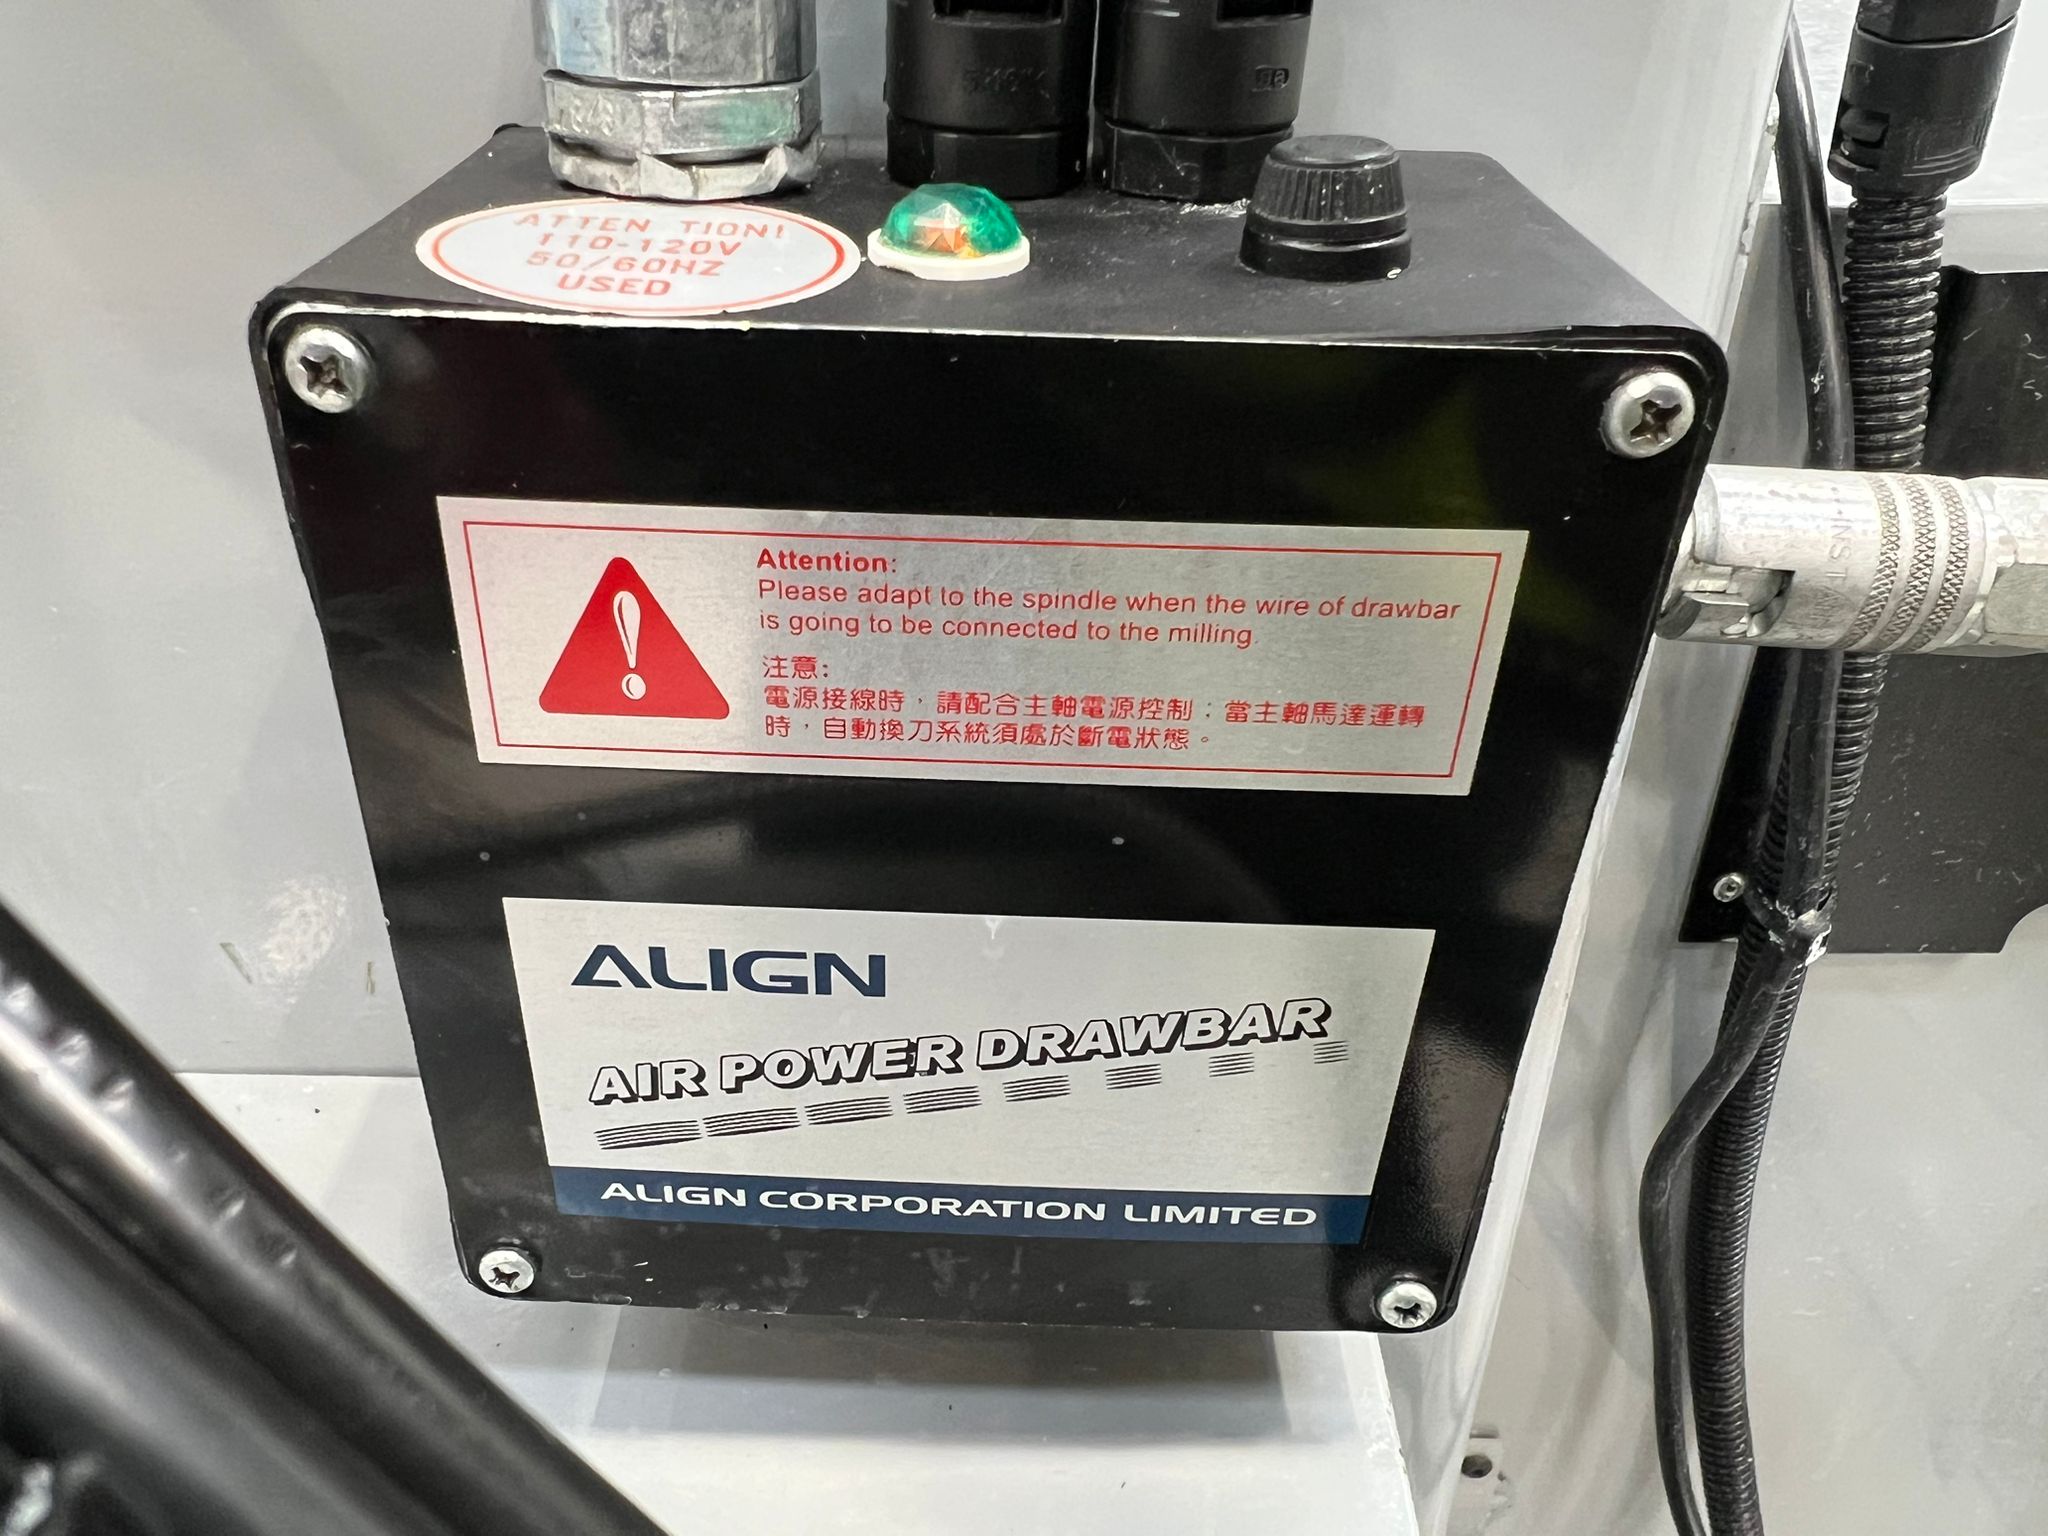 ATTEN TION!
110-120V
50/60HZ
USED
Attention:
Please adapt to the spindle when the wire of drawbar
is going to be connected to the milling.
注意:
電源接線時，請配合主軸電源控制；當主軸馬達運轉
時，自動換刀系統須處於斷電狀態。
ALIGN
AIR POWER DRAWBAR
ALIGN CORPORATION LIMITED